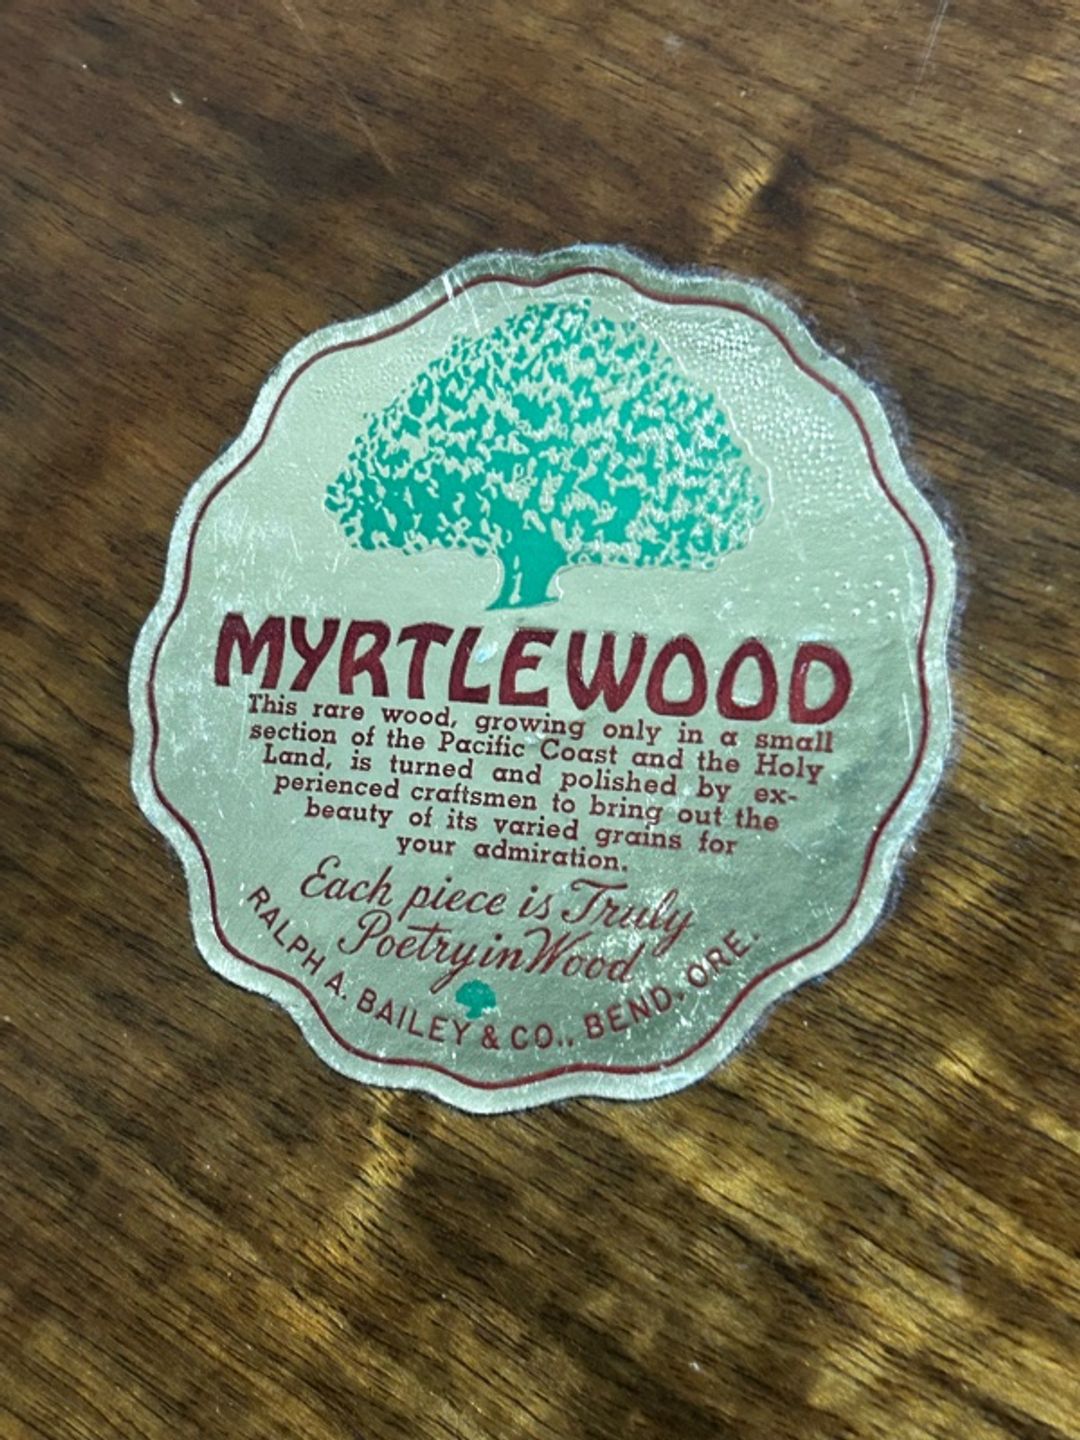 MYRTLEWOOD
This rare wood, growing only in a small
section of the Pacific Coast and the Holy
Land, is turned and polished by ex-
perienced craftsmen to bring out the
beauty of its varied grains for
your admiration.
Each piece is Truly
Poetry in Wood
RALPH A. BAILEY & CO., BEND, ORE.